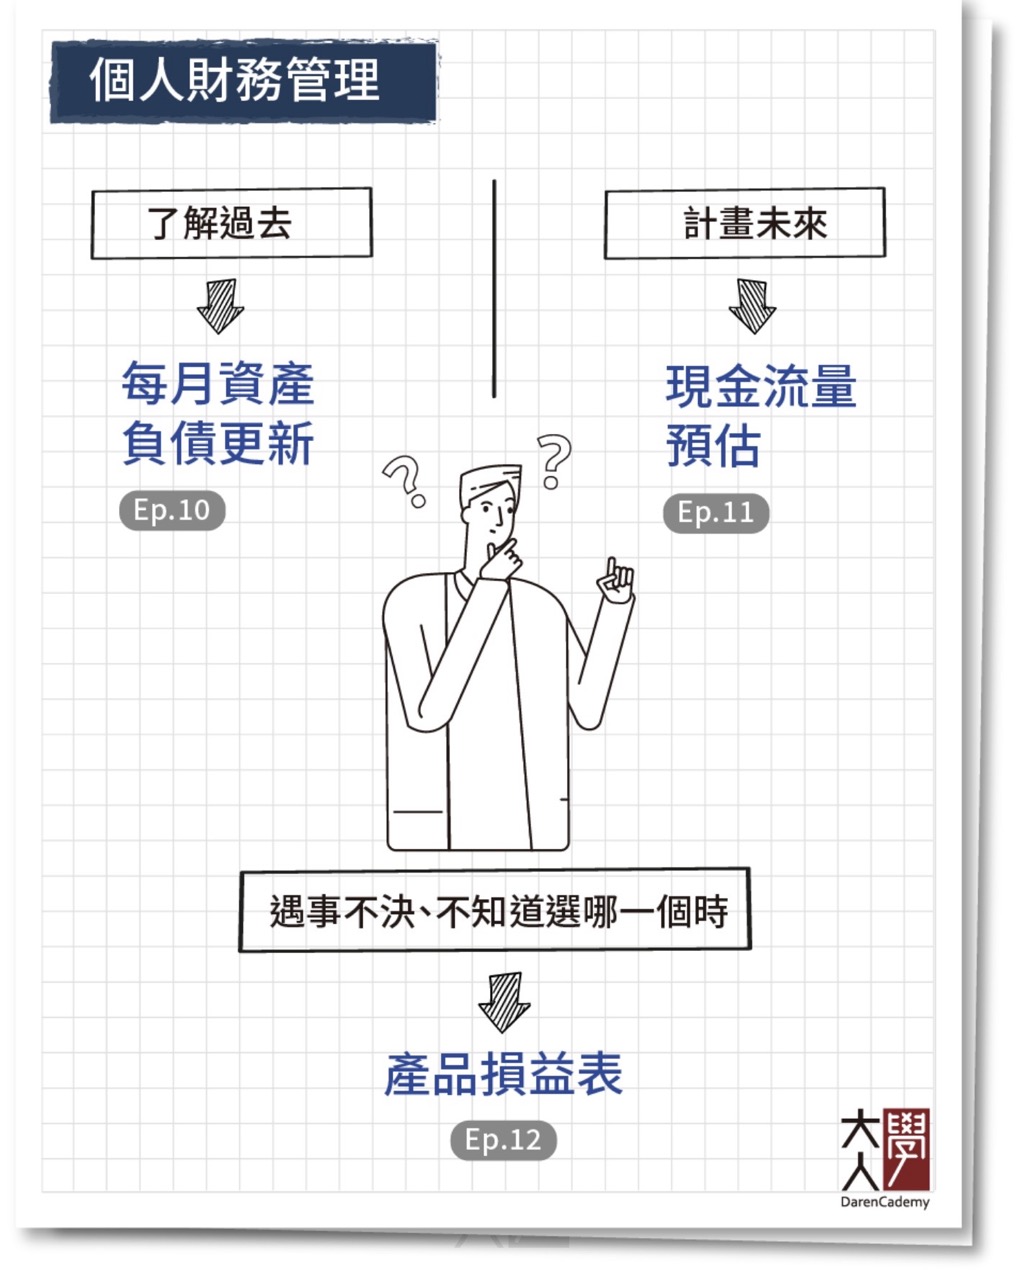 個人財務管理
了解過去
計畫未來
每月資產
負債更新
Ep.10
現金流量
預估
Ep.11
? ?
遇事不決、不知道選哪一個時
產品損益表
Ep.12
大人學
DarenCademy